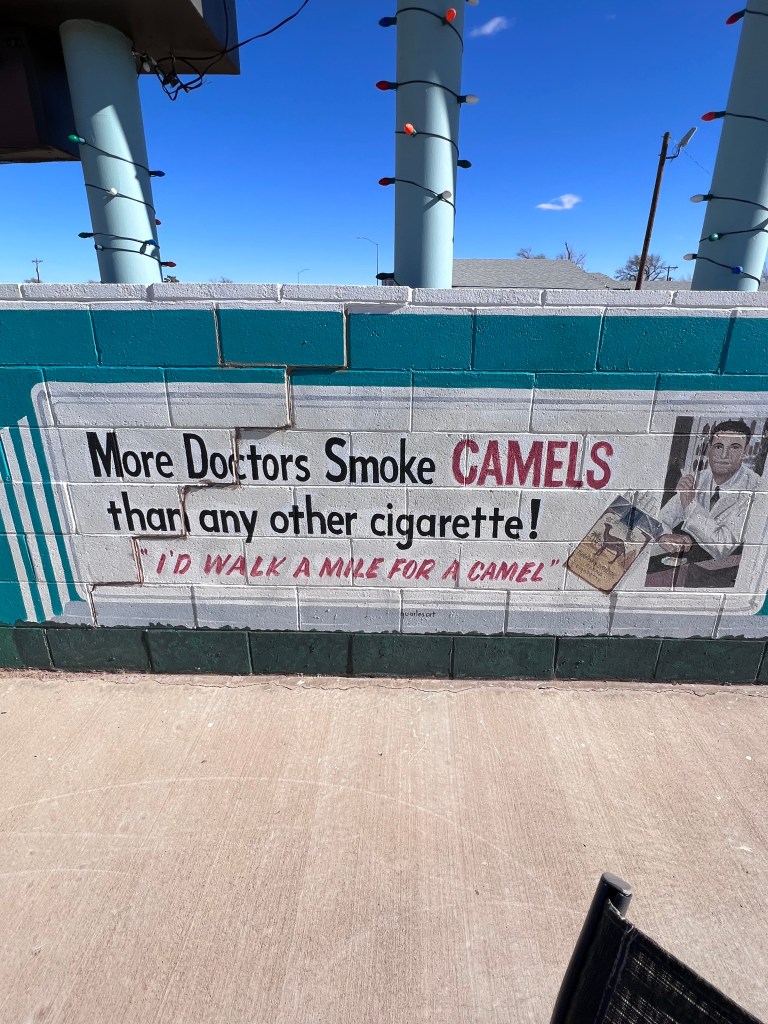 More Doctors Smoke CAMELS
than any other cigarette!
"I'D WALK A MILE FOR A CAMEL"